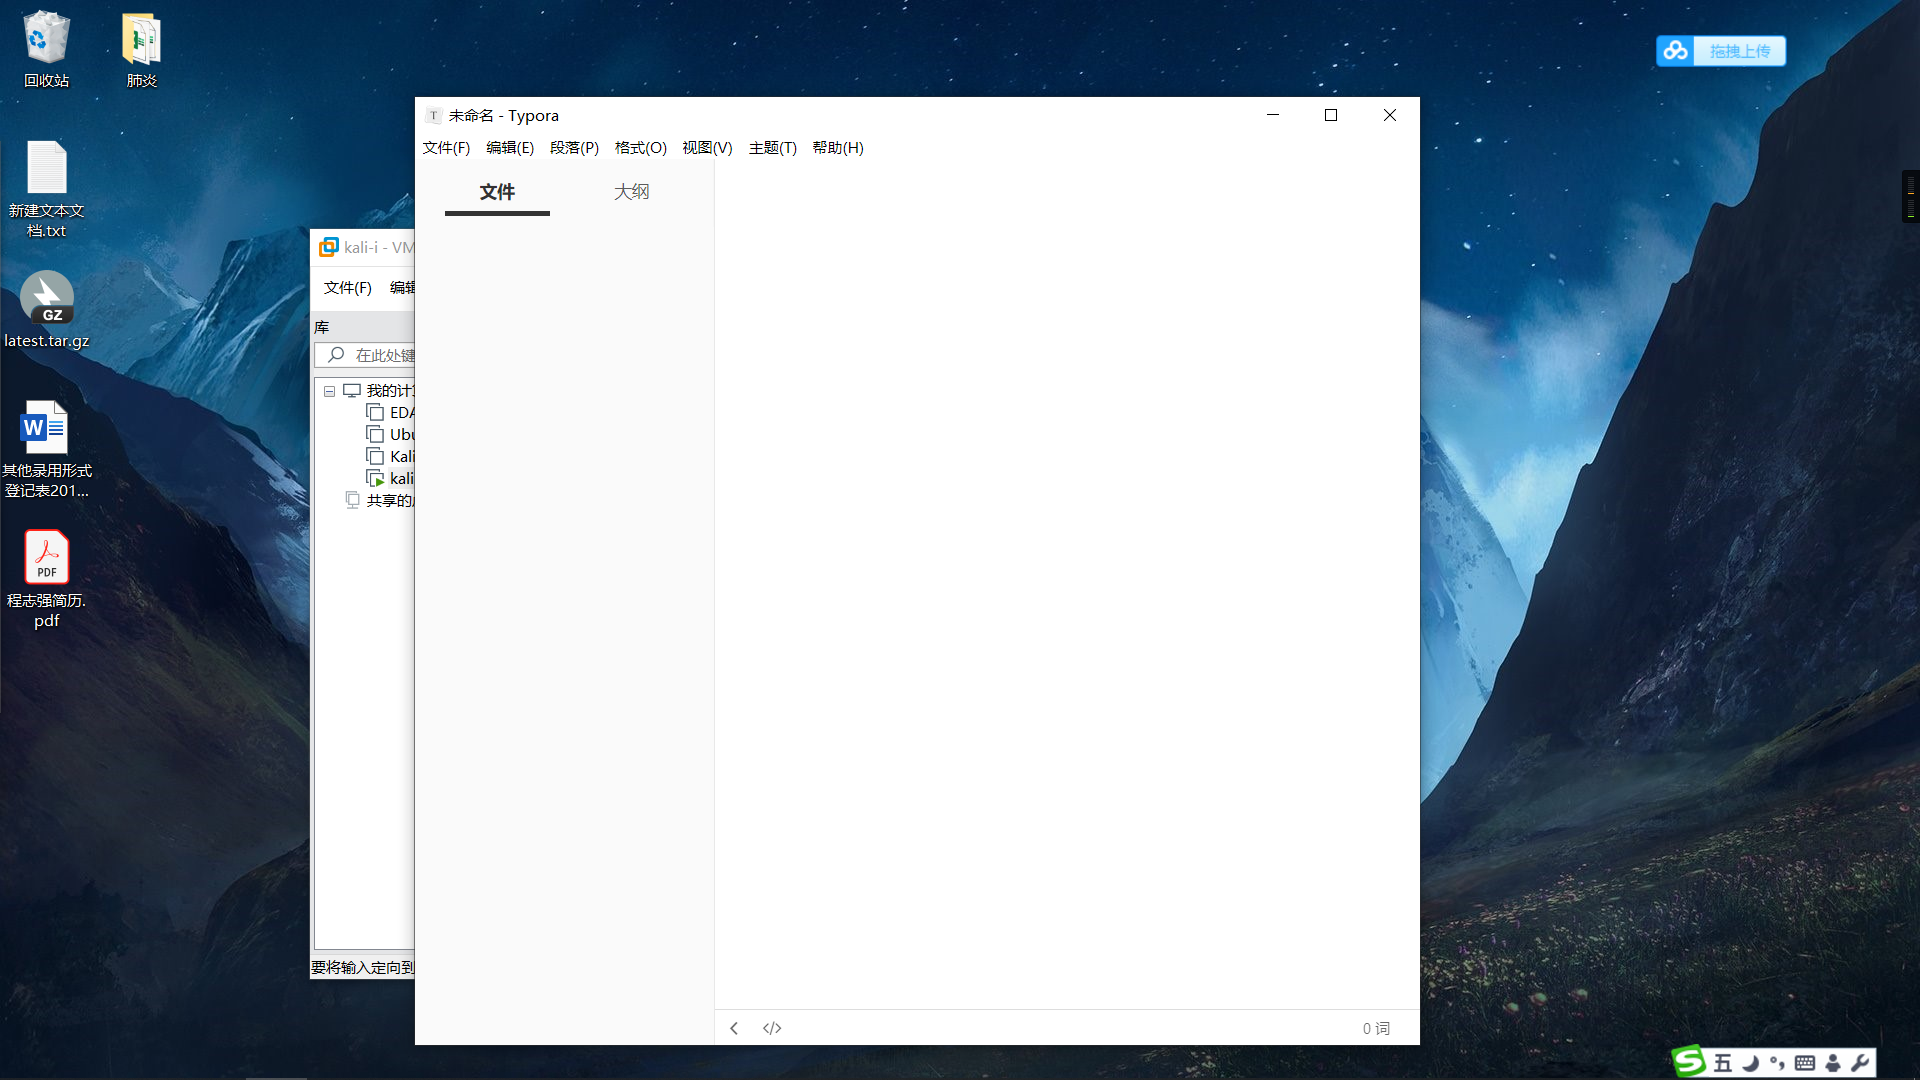 回收站
肺炎
新建文本文
档.txt
GZ
latest.tar.gz
W
其他录用形式
登记表201...
PDF
程志强简历.
pdf
拖拽上传
kali-i - VM
文件(F) 编辑
库
在此处键
我的计
EDA
Ubu
Kali
kali
共享的
要将输入定向到
T 未命名 - Typora
文件(F) 编辑(E) 段落(P) 格式(O) 视图(V) 主题(T) 帮助(H)
文件 大纲
</>
0 词
S 五